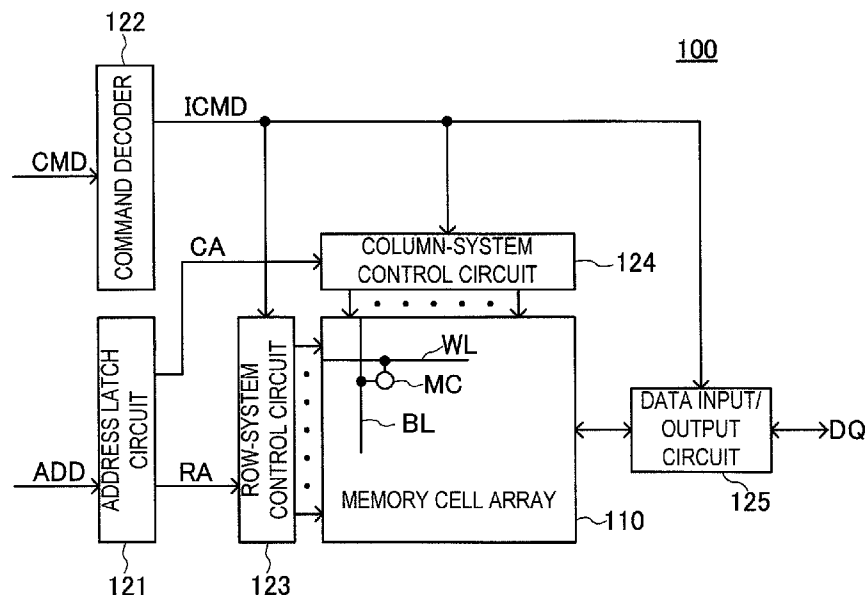 122
100
COMMAND DECODER
ICMD
CMD
CA
COLUMN-SYSTEM
CONTROL CIRCUIT
124
ADDRESS LATCH
CIRCUIT
ROW-SYSTEM
CONTROL CIRCUIT
WL
MC
BL
DATA INPUT/
OUTPUT
CIRCUIT
DQ
ADD
RA
MEMORY CELL ARRAY
125
110
121
123